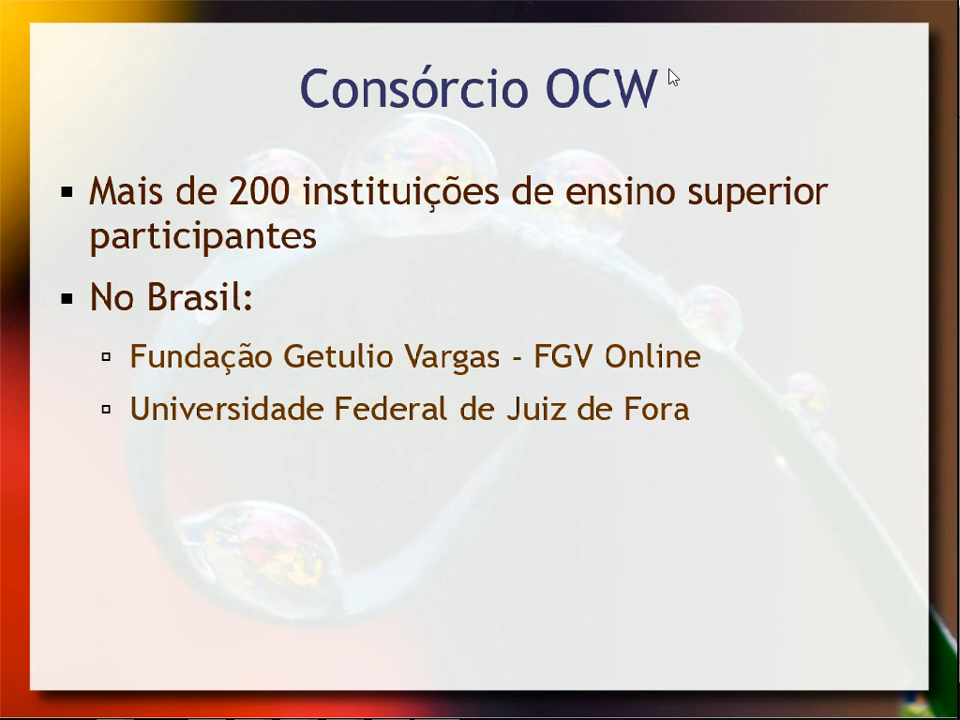 Consórcio OCW
Mais de 200 instituições de ensino superior
participantes
No Brasil:
Fundação Getulio Vargas - FGV Online
Universidade Federal de Juiz de Fora